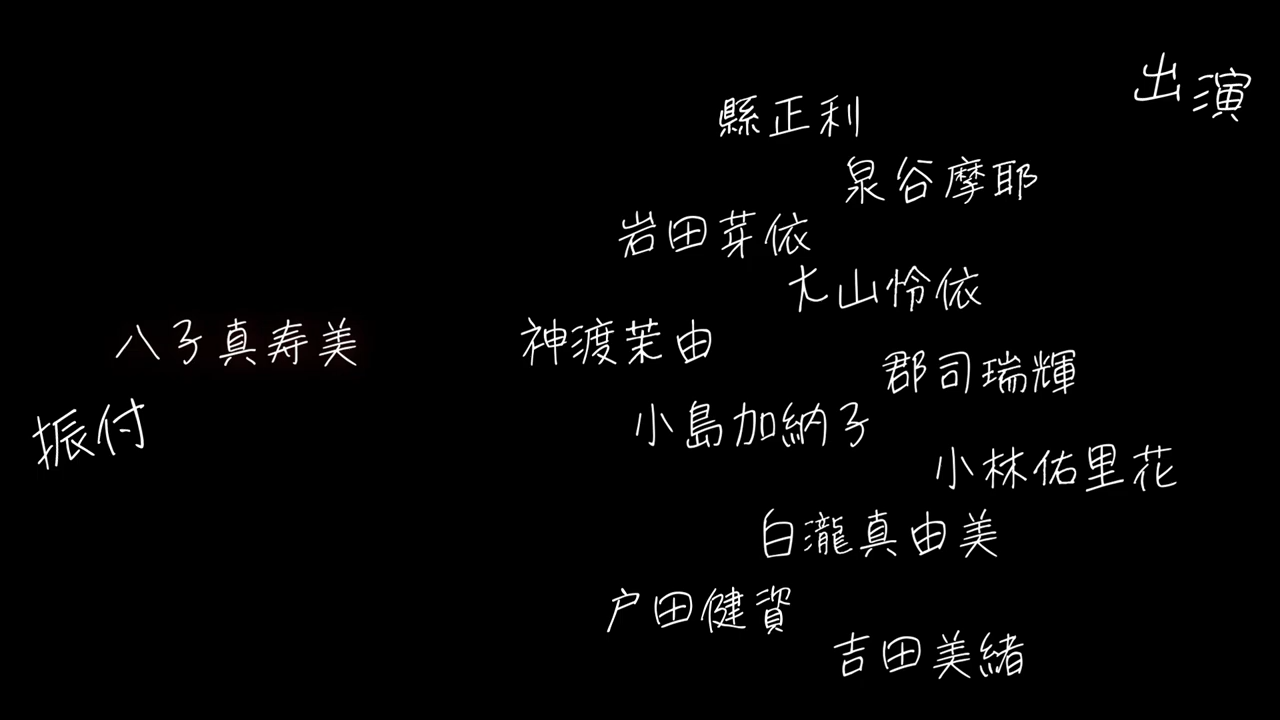 出演
縣正利
泉谷摩耶
岩田芽依
大山怜依
神渡茉由
郡司瑞輝
小島加納子
小林佑里花
白瀧真由美
戸田健資
吉田美緒
八子真寿美
振付